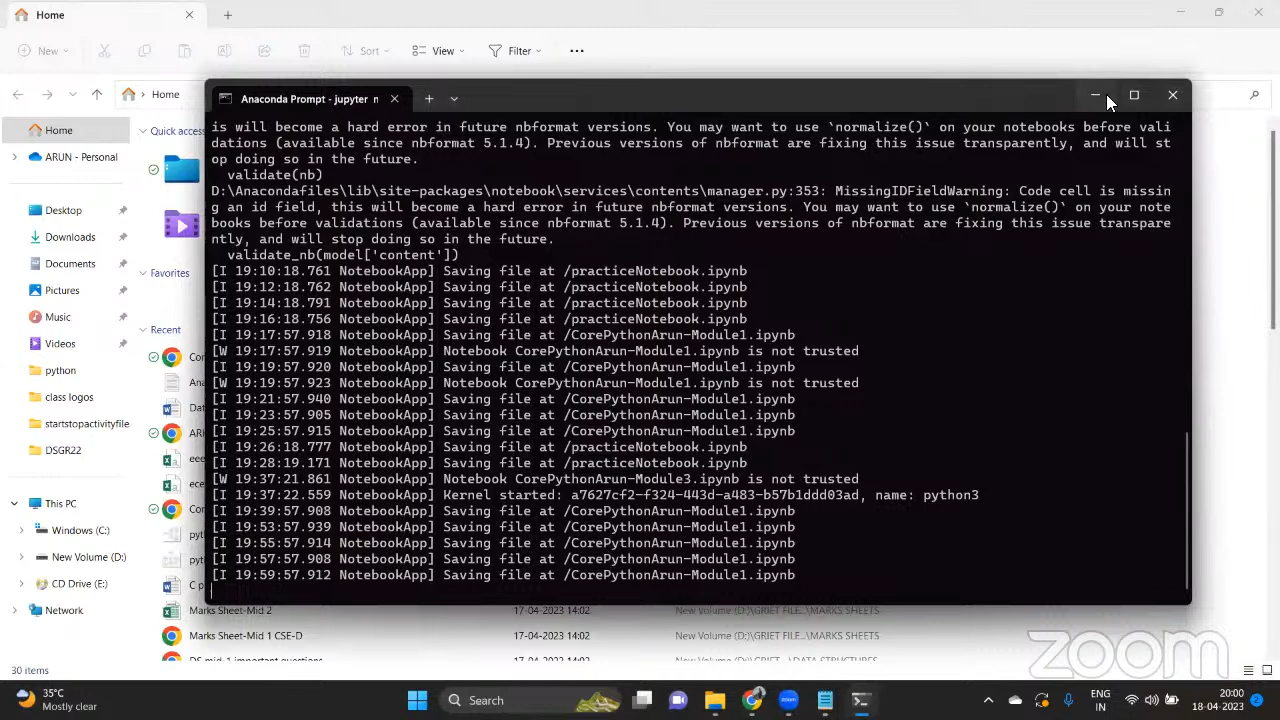 Home
New
Sort
View
Filter
Home
Anaconda Prompt - jupyter n
Home
ARUN - Personal
Desktop
Downloads
Documents
Pictures
Music
Videos
python
class logos
startstopactivityfile
DSGR22
This PC
Windows (C:)
New Volume (D:)
CD Drive (E:)
Network
Quick access
Favorites
Recent
is will become a hard error in future nbformat versions. You may want to use `normalize()` on your notebooks before vali
dations (available since nbformat 5.1.4). Previous versions of nbformat are fixing this issue transparently, and will st
op doing so in the future.
validate(nb)
D:\Anacondafiles\lib\site-packages\notebook\services\contents\manager.py:353: MissingIDFieldWarning: Code cell is missin
g an id field, this will become a hard error in future nbformat versions. You may want to use `normalize()` on your note
books before validations (available since nbformat 5.1.4). Previous versions of nbformat are fixing this issue transpare
ntly, and will stop doing so in the future.
validate_nb(model['content'])
[I 19:10:18.761 NotebookApp] Saving file at /practiceNotebook.ipynb
[I 19:12:18.762 NotebookApp] Saving file at /practiceNotebook.ipynb
[I 19:14:18.791 NotebookApp] Saving file at /practiceNotebook.ipynb
[I 19:16:18.756 NotebookApp] Saving file at /practiceNotebook.ipynb
[I 19:17:57.918 NotebookApp] Saving file at /CorePythonArun-Module1.ipynb
[W 19:17:57.919 NotebookApp] Notebook CorePythonArun-Module1.ipynb is not trusted
[I 19:19:57.920 NotebookApp] Saving file at /CorePythonArun-Module1.ipynb
[W 19:19:57.923 NotebookApp] Notebook CorePythonArun-Module1.ipynb is not trusted
[I 19:21:57.940 NotebookApp] Saving file at /CorePythonArun-Module1.ipynb
[I 19:23:57.905 NotebookApp] Saving file at /CorePythonArun-Module1.ipynb
[I 19:25:57.915 NotebookApp] Saving file at /CorePythonArun-Module1.ipynb
[I 19:26:18.777 NotebookApp] Saving file at /practiceNotebook.ipynb
[I 19:28:19.171 NotebookApp] Saving file at /practiceNotebook.ipynb
[W 19:37:21.861 NotebookApp] Notebook CorePythonArun-Module3.ipynb is not trusted
[I 19:37:22.559 NotebookApp] Kernel started: a7627cf2-f324-443d-a483-b57b1ddd03ad, name: python3
[I 19:39:57.908 NotebookApp] Saving file at /CorePythonArun-Module1.ipynb
[I 19:53:57.939 NotebookApp] Saving file at /CorePythonArun-Module1.ipynb
[I 19:55:57.914 NotebookApp] Saving file at /CorePythonArun-Module1.ipynb
[I 19:57:57.908 NotebookApp] Saving file at /CorePythonArun-Module1.ipynb
[I 19:59:57.912 NotebookApp] Saving file at /CorePythonArun-Module1.ipynb
Marks Sheet-Mid 2 17-04-2023 14:02 New Volume (D:)\GRIET FILE...\MARKS SHEETS
Marks Sheet-Mid 1 CSE-D 17-04-2023 14:02 New Volume (D:)\GRIET FILE...\MARKS SHEETS
DS mid-1 important questions
zoom
30 items
35°C
Mostly clear
Search
zoom
ENG
IN
20:00
18-04-2023
2